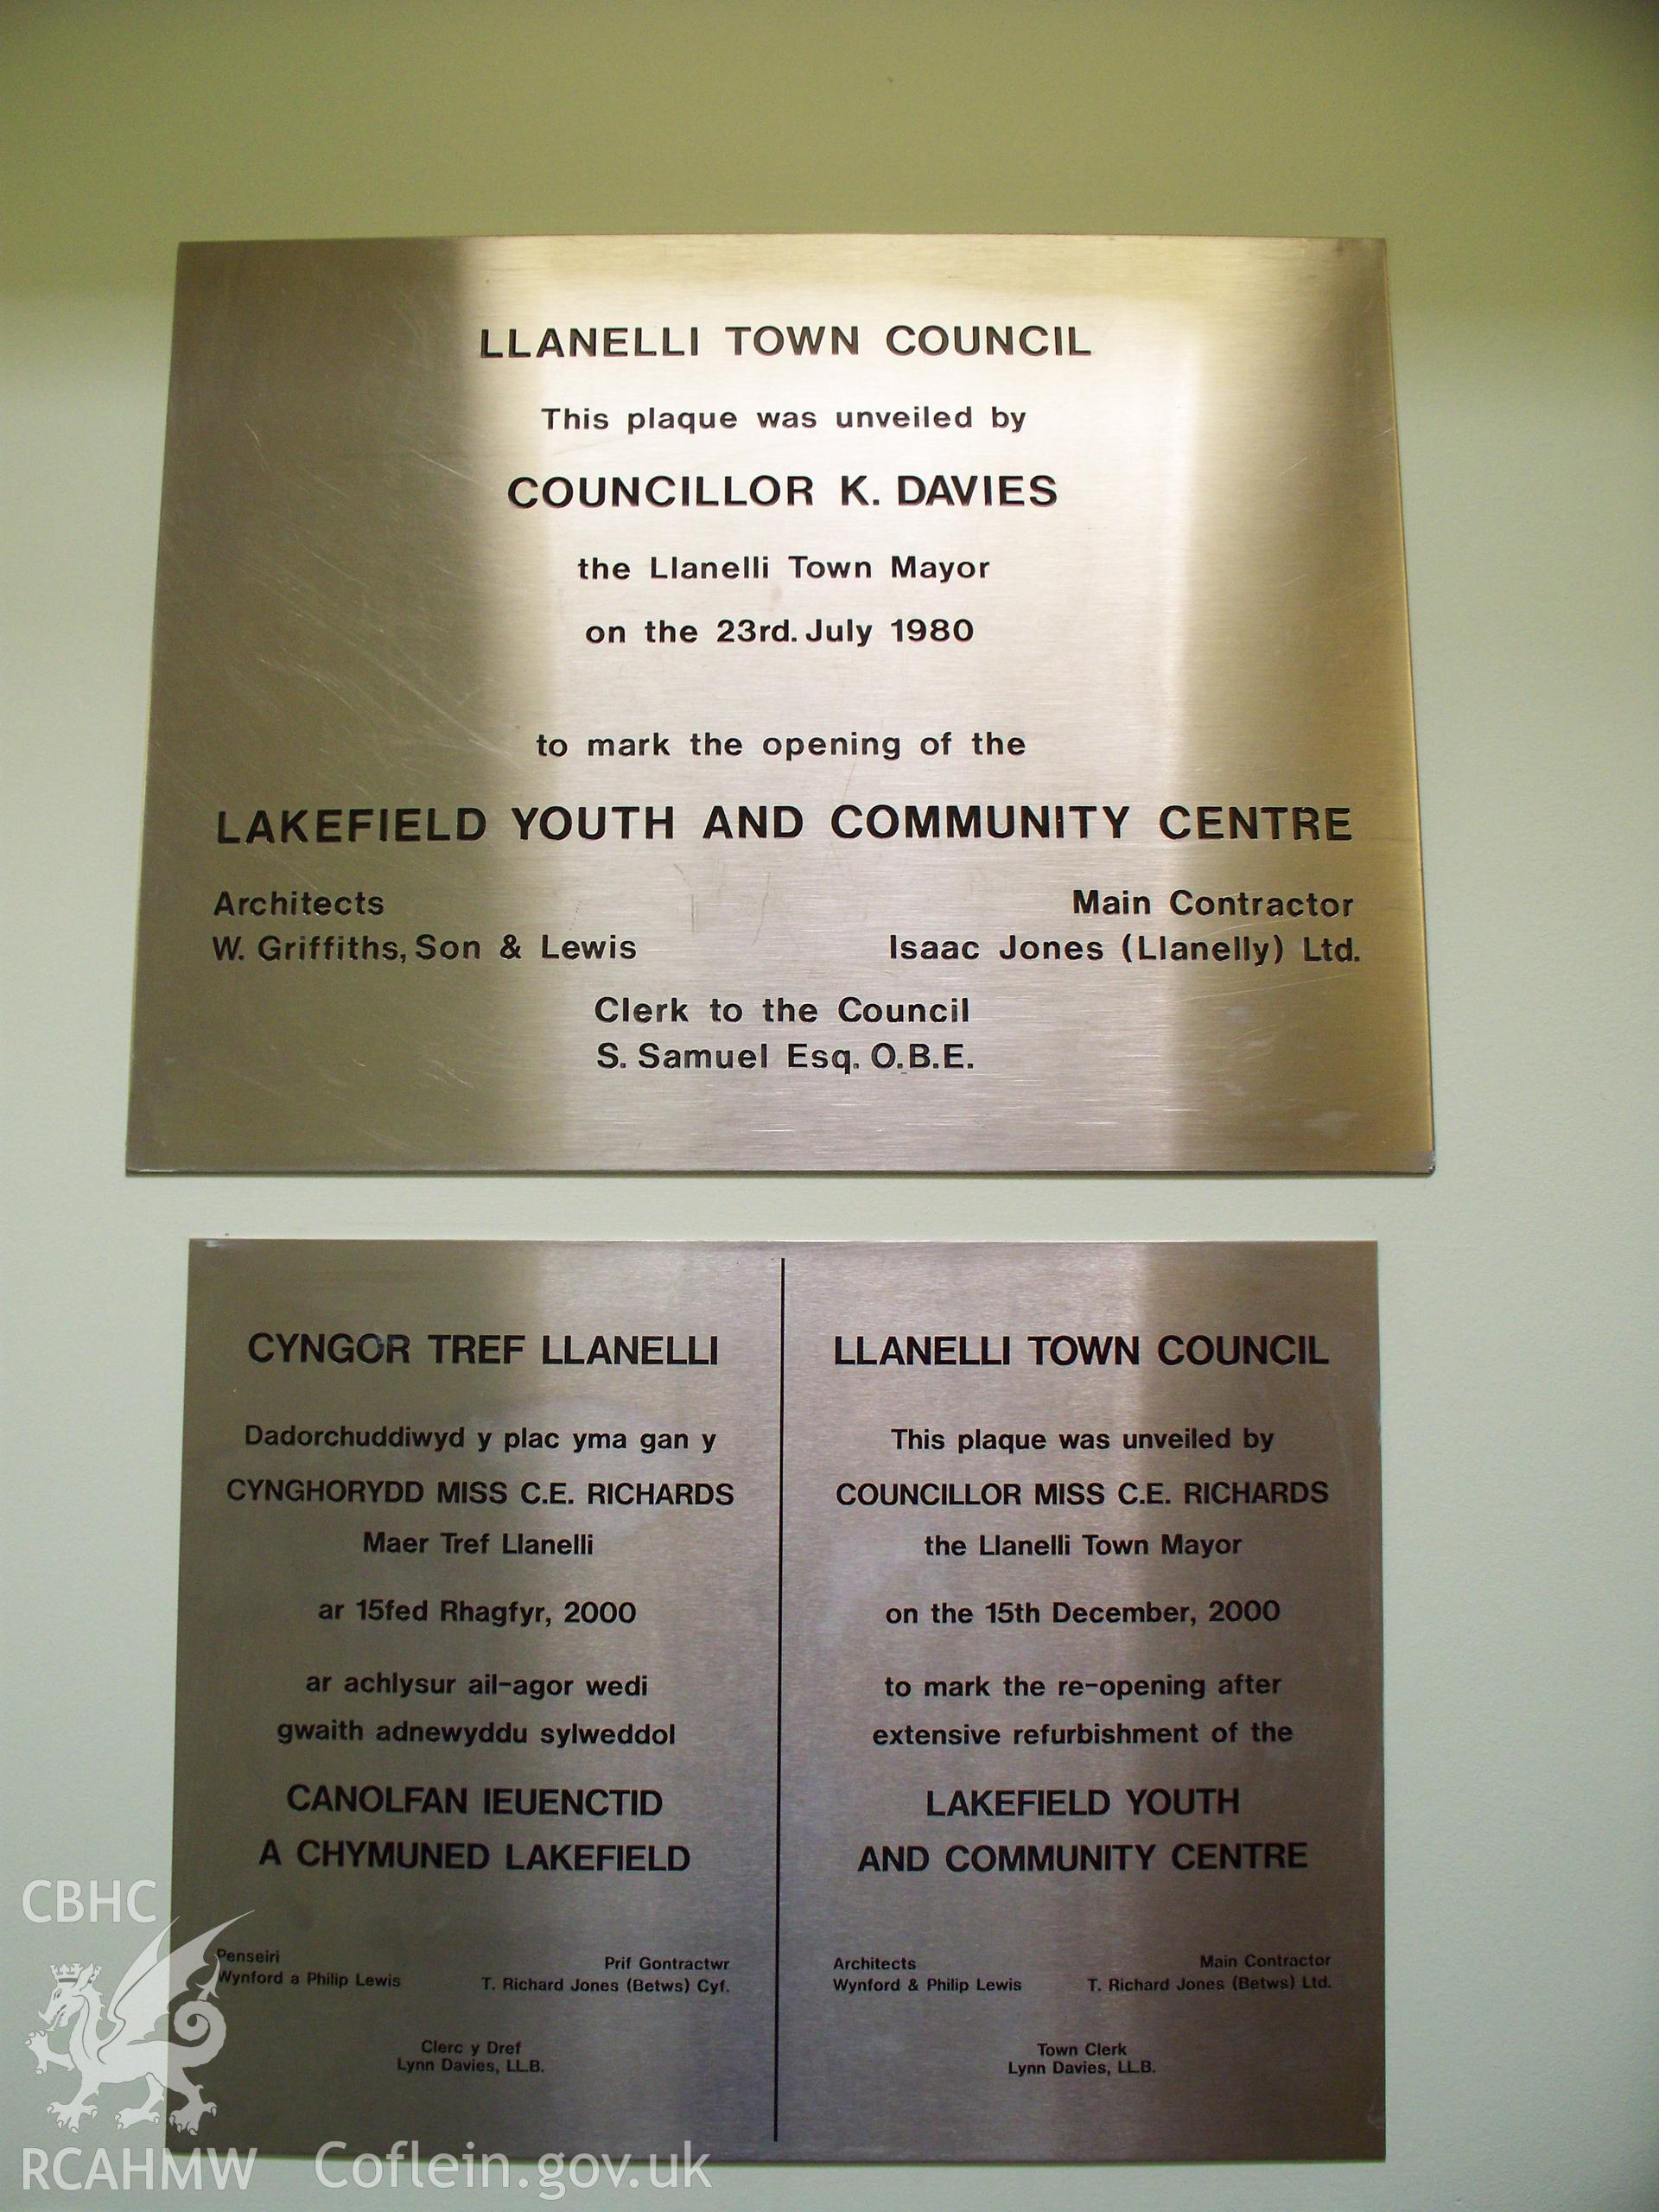 LLANELLI TOWN COUNCIL
This plaque was unveiled by
COUNCILLOR K. DAVIES
the Llanelli Town Mayor
on the 23rd. July 1980
to mark the opening of the
LAKEFIELD YOUTH AND COMMUNITY CENTRE
Architects
W. Griffiths, Son & Lewis
Main Contractor
Isaac Jones (Llanelly) Ltd.
Clerk to the Council
S. Samuel Esq. O.B.E.
CYNGOR TREF LLANELLI
Dadorchuddiwyd y plac yma gan y
CYNGHORYDD MISS C.E. RICHARDS
Maer Tref Llanelli
ar 15fed Rhagfyr, 2000
ar achlysur ail-agor wedi
gwaith adnewyddu sylweddol
CANOLFAN IEUENCTID
A CHYMUNED LAKEFIELD
Penseiri
Wynford a Philip Lewis
Prif Gontractwr
T. Richard Jones (Betws) Cyf.
Clerc y Dref
Lynn Davies, LL.B.
LLANELLI TOWN COUNCIL
This plaque was unveiled by
COUNCILLOR MISS C.E. RICHARDS
the Llanelli Town Mayor
on the 15th December, 2000
to mark the re-opening after
extensive refurbishment of the
LAKEFIELD YOUTH
AND COMMUNITY CENTRE
Architects
Wynford & Philip Lewis
Main Contractor
T. Richard Jones (Betws) Ltd.
Town Clerk
Lynn Davies, LL.B.
CBHC
RCAHMW Coflein.gov.uk